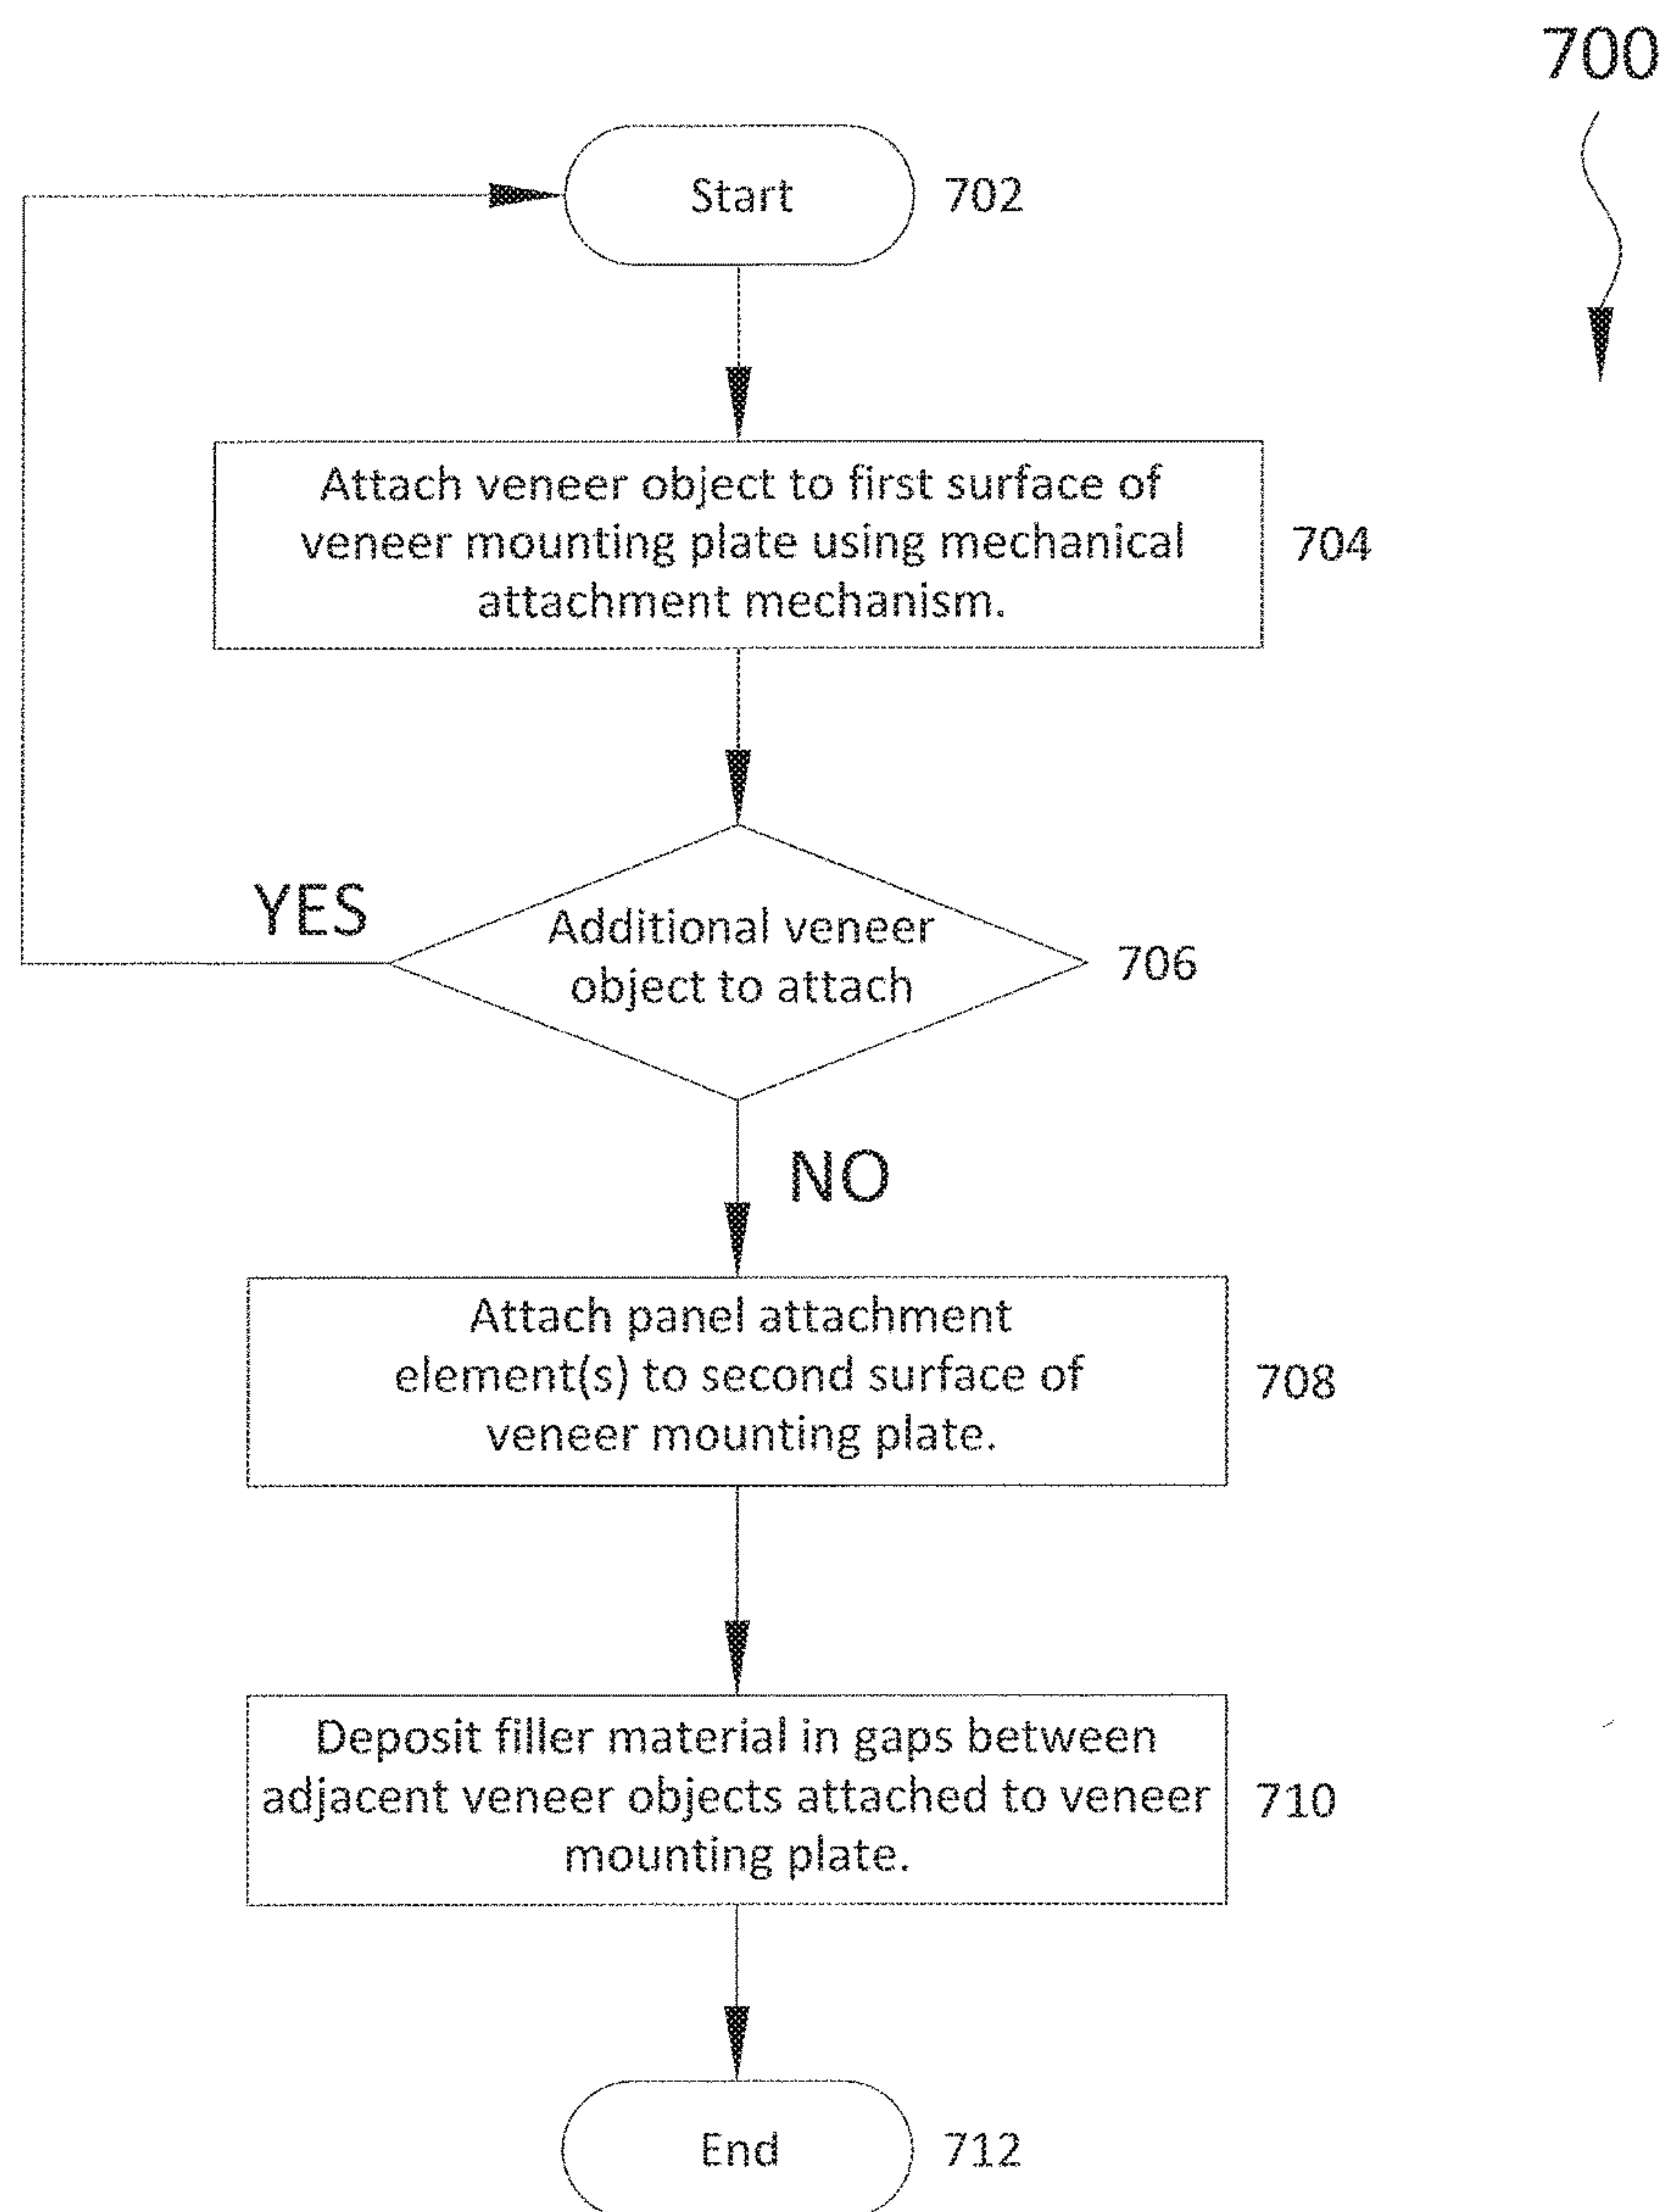 700
Start
702
Attach veneer object to first surface of
veneer mounting plate using mechanical
attachment mechanism.
704
YES
Additional veneer
object to attach
706
NO
Attach panel attachment
element(s) to second surface of
veneer mounting plate.
708
Deposit filler material in gaps between
adjacent veneer objects attached to veneer
mounting plate.
710
End
712